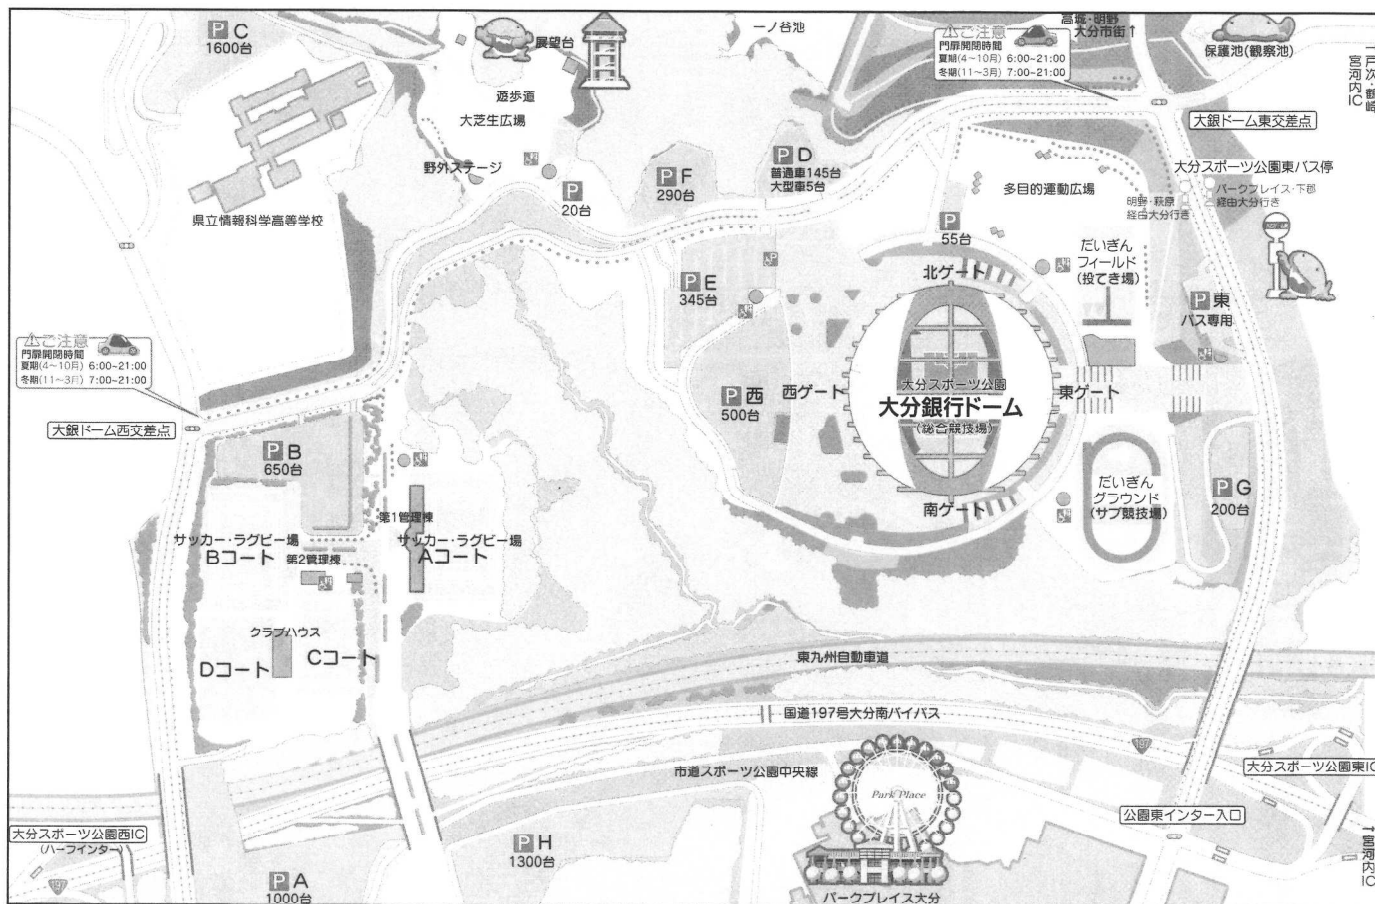 P C
1600台
展望台
一ノ谷池
高城・明野
大分市街↑
⚠ご注意
門扉開閉時間
夏期(4~10月) 6:00~21:00
冬期(11~3月) 7:00~21:00
保護池(観察池)
↑戸次・鶴崎
宮河内IC
遊歩道
大芝生広場
大銀ドーム東交差点
野外ステージ
P
20台
P F
290台
P D
普通車145台
大型車5台
多目的運動広場
大分スポーツ公園東バス停
パークプレイス・下郡
経由大分行き
明野・萩原
経由大分行き
県立情報科学高等学校
P
55台
北ゲート
だいぎん
フィールド
(投てき場)
P E
345台
P 東
バス専用
⚠ご注意
門扉開閉時間
夏期(4~10月) 6:00~21:00
冬期(11~3月) 7:00~21:00
P 西
500台
西ゲート
大分スポーツ公園
大分銀行ドーム
(総合競技場)
東ゲート
大銀ドーム西交差点
P B
650台
南ゲート
だいぎん
グラウンド
(サブ競技場)
P G
200台
第1管理棟
サッカー・ラグビー場
Bコート
第2管理棟
サッカー・ラグビー場
Aコート
クラブハウス
Dコート
Cコート
東九州自動車道
国道197号大分南バイパス
197
市道スポーツ公園中央線
大分スポーツ公園東IC
Park Place
公園東インター入口
大分スポーツ公園西IC
(ハーフインター)
P H
1300台
宮河内IC
197
P A
1000台
パークプレイス大分